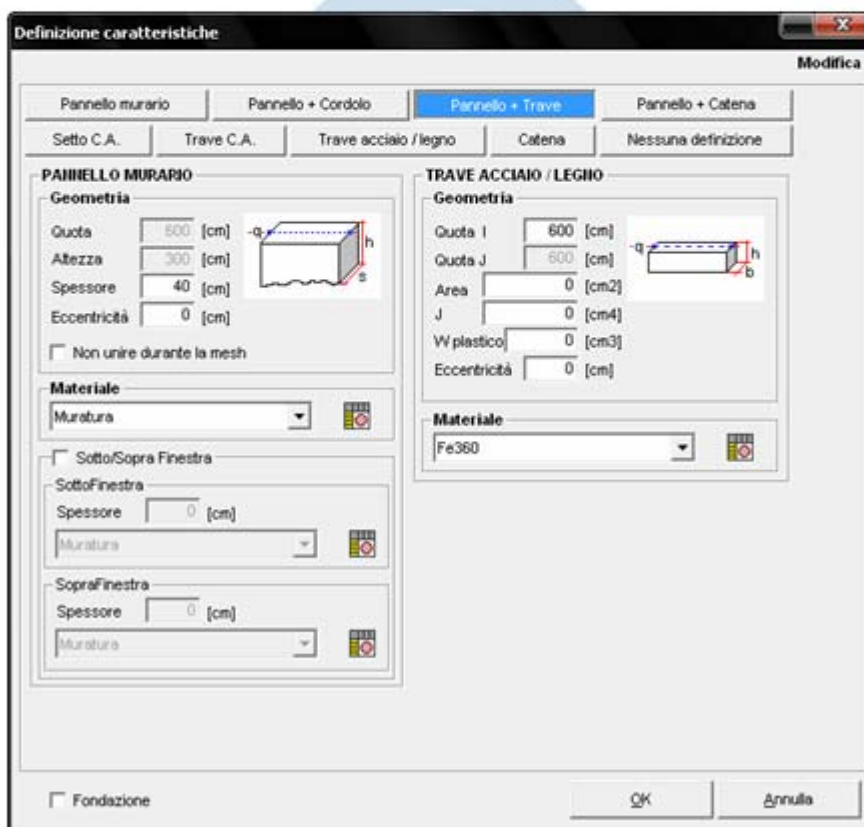 Definizione caratteristiche
Modifica
Pannello murario Pannello + Cordolo Pannello + Trave Pannello + Catena
Setto C.A. Trave C.A. Trave acciaio / legno Catena Nessuna definizione
PANNELLO MURARIO
Geometria
Quota 600 [cm]
Altezza 300 [cm]
Spessore 40 [cm]
Eccentricitá 0 [cm]
-q h s
Non unire durante la mesh
Materiale
Muratura
Sotto/Sopra Finestra
SottoFinestra
Spessore 0 [cm]
Muratura
SopraFinestra
Spessore 0 [cm]
Muratura
TRAVE ACCIAIO / LEGNO
Geometria
Quota I 600 [cm]
Quota J 600 [cm]
Area 0 [cm2]
J 0 [cm4]
W plastico 0 [cm3]
Eccentricitá 0 [cm]
-q h b
Materiale
Fe360
Fondazione
OK Annulla